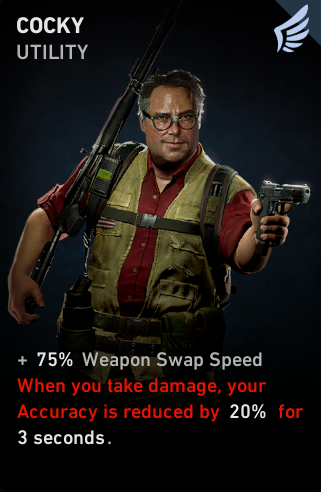 COCKY
UTILITY
+ 75% Weapon Swap Speed
When you take damage, your
Accuracy is reduced by 20% for
3 seconds.